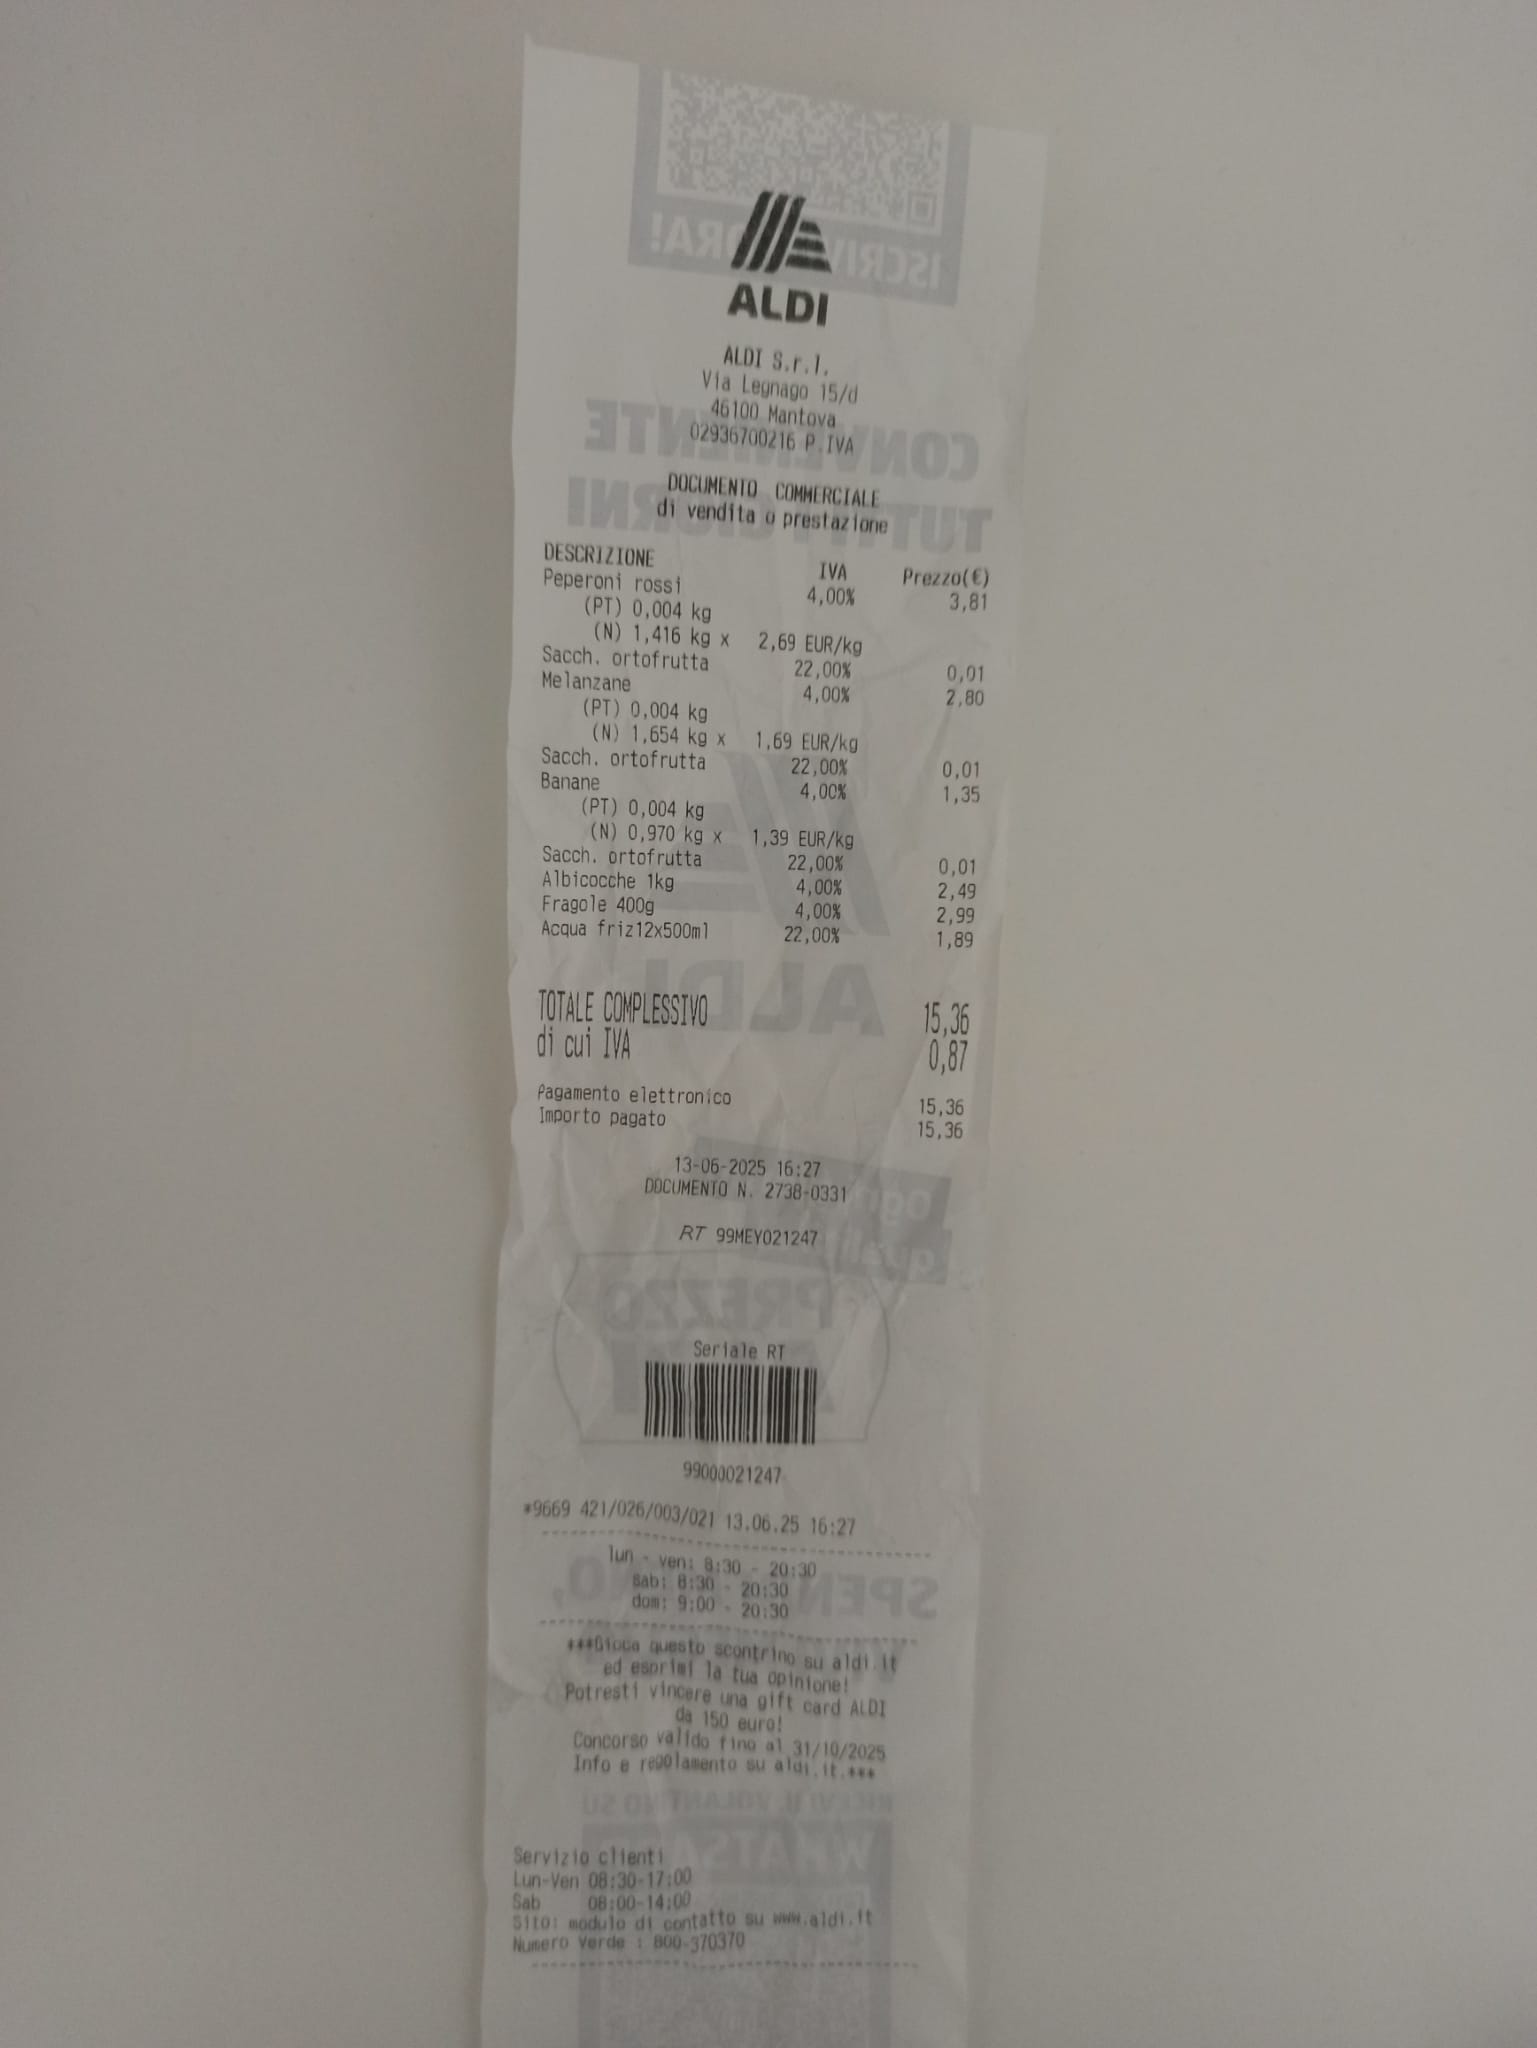 ALDI
ALDI S.r.l.
Via Legnago 15/d
46100 Mantova
02936700216 P.IVA
DOCUMENTO COMMERCIALE
di vendita o prestazione
DESCRIZIONE IVA Prezzo(€)
Peperoni rossi 4,00% 3,81
(PT) 0,004 kg
(N) 1,416 kg x 2,69 EUR/kg
Sacch. ortofrutta 22,00% 0,01
Melanzane 4,00% 2,80
(PT) 0,004 kg
(N) 1,654 kg x 1,69 EUR/kg
Sacch. ortofrutta 22,00% 0,01
Banane 4,00% 1,35
(PT) 0,004 kg
(N) 0,970 kg x 1,39 EUR/kg
Sacch. ortofrutta 22,00% 0,01
Albicocche 1kg 4,00% 2,49
Fragole 400g 4,00% 2,99
Acqua friz12x500ml 22,00% 1,89
TOTALE COMPLESSIVO 15,36
di cui IVA 0,87
Pagamento elettronico 15,36
Importo pagato 15,36
13-06-2025 16:27
DOCUMENTO N. 2738-0331
RT 99MEY021247
Seriale RT
99000021247
*9669 421/026/003/021 13.06.25 16:27
lun - ven: 8:30 - 20:30
sab: 8:30 - 20:30
dom: 9:00 - 20:30
***Gioca questo scontrino su aldi.it
ed esprimi la tua opinione!
Potresti vincere una gift card ALDI
da 150 euro!
Concorso valido fino al 31/10/2025
Info e regolamento su aldi.it.***
Servizio clienti
Lun-Ven 08:30-17:00
Sab 08:00-14:00
Sito: modulo di contatto su www.aldi.it
Numero Verde : 800-370370